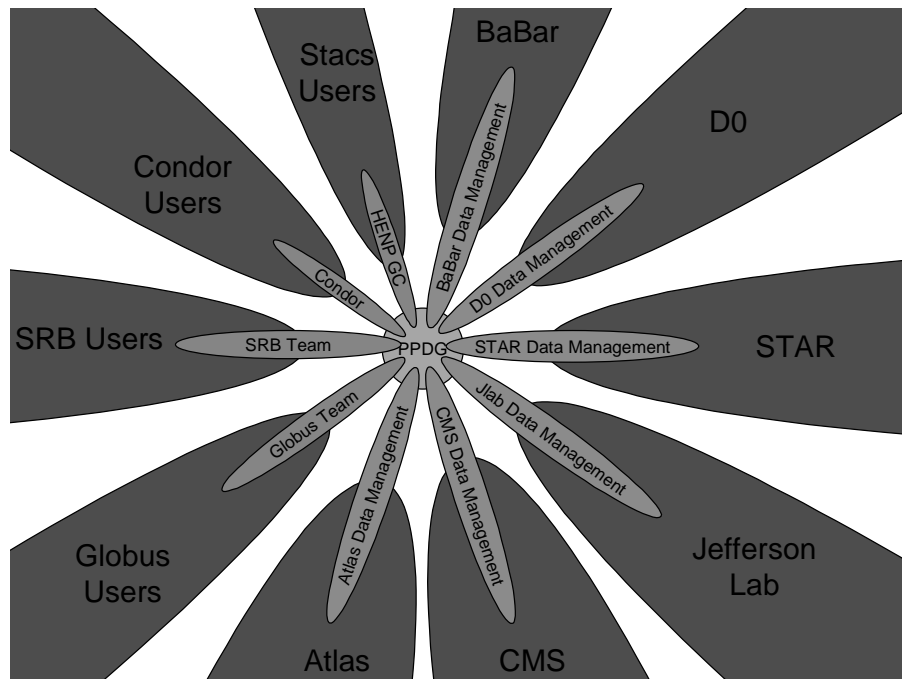 BaBar
Stacs
Users
D0
Condor
Users
BaBar Data Management
HENP GC
D0 Data Management
Condor
SRB Users
SRB Team
PPDG
STAR Data Management
STAR
Globus Team
Jlab Data Management
Atlas Data Management
CMS Data Management
Globus
Users
Jefferson
Lab
Atlas
CMS